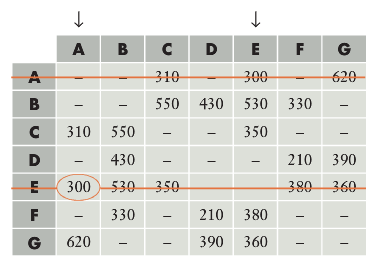 ↓ ↓
A B C D E F G
A – – 310 – 300 – 620
B – – 550 430 530 330 –
C 310 550 – – 350 – –
D – 430 – – – 210 390
E 300 530 350 – – 380 360
F – 330 – 210 380 – –
G 620 – – 390 360 – –